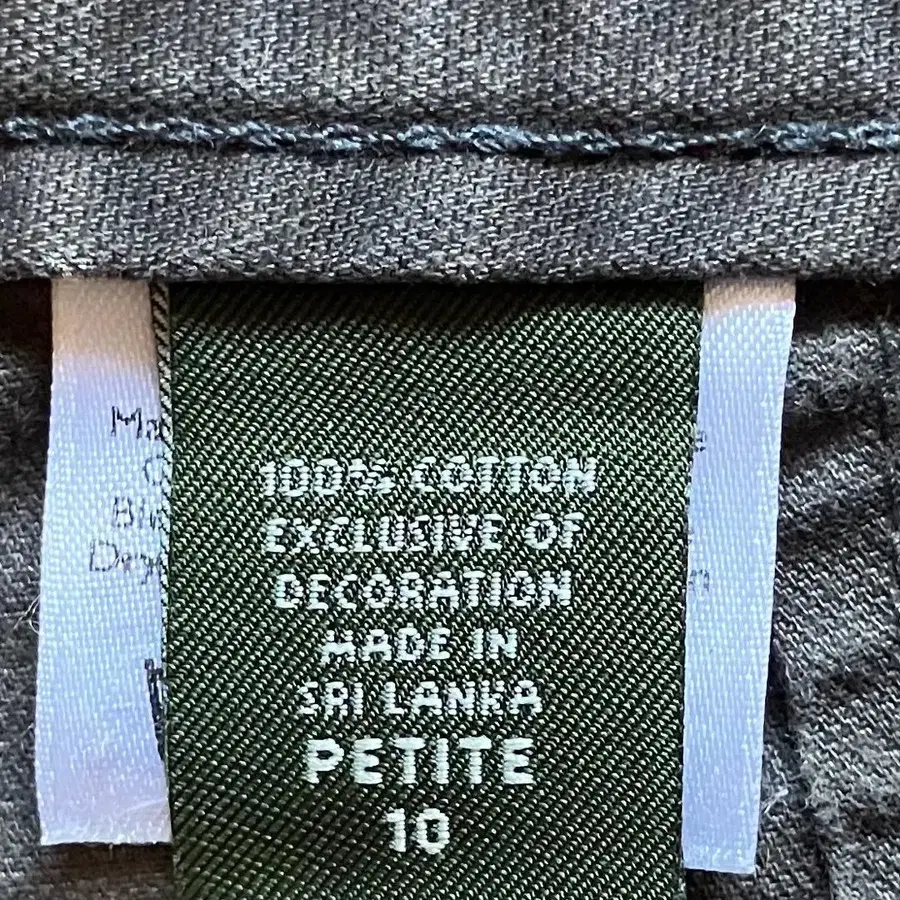 100% COTTON
EXCLUSIVE OF
DECORATION
MADE IN
SRI LANKA
PETITE
10